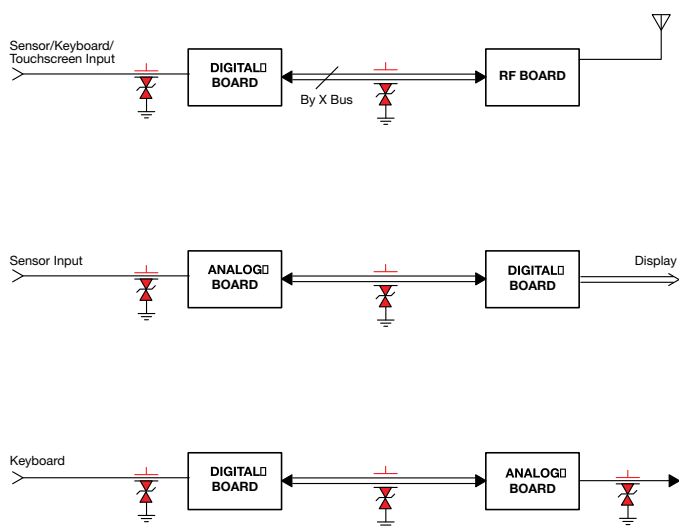 Sensor/Keyboard/
Touchscreen Input
DIGITAL▯
BOARD
By X Bus
RF BOARD
Sensor Input
ANALOG▯
BOARD
DIGITAL▯
BOARD
Display
Keyboard
DIGITAL▯
BOARD
ANALOG▯
BOARD